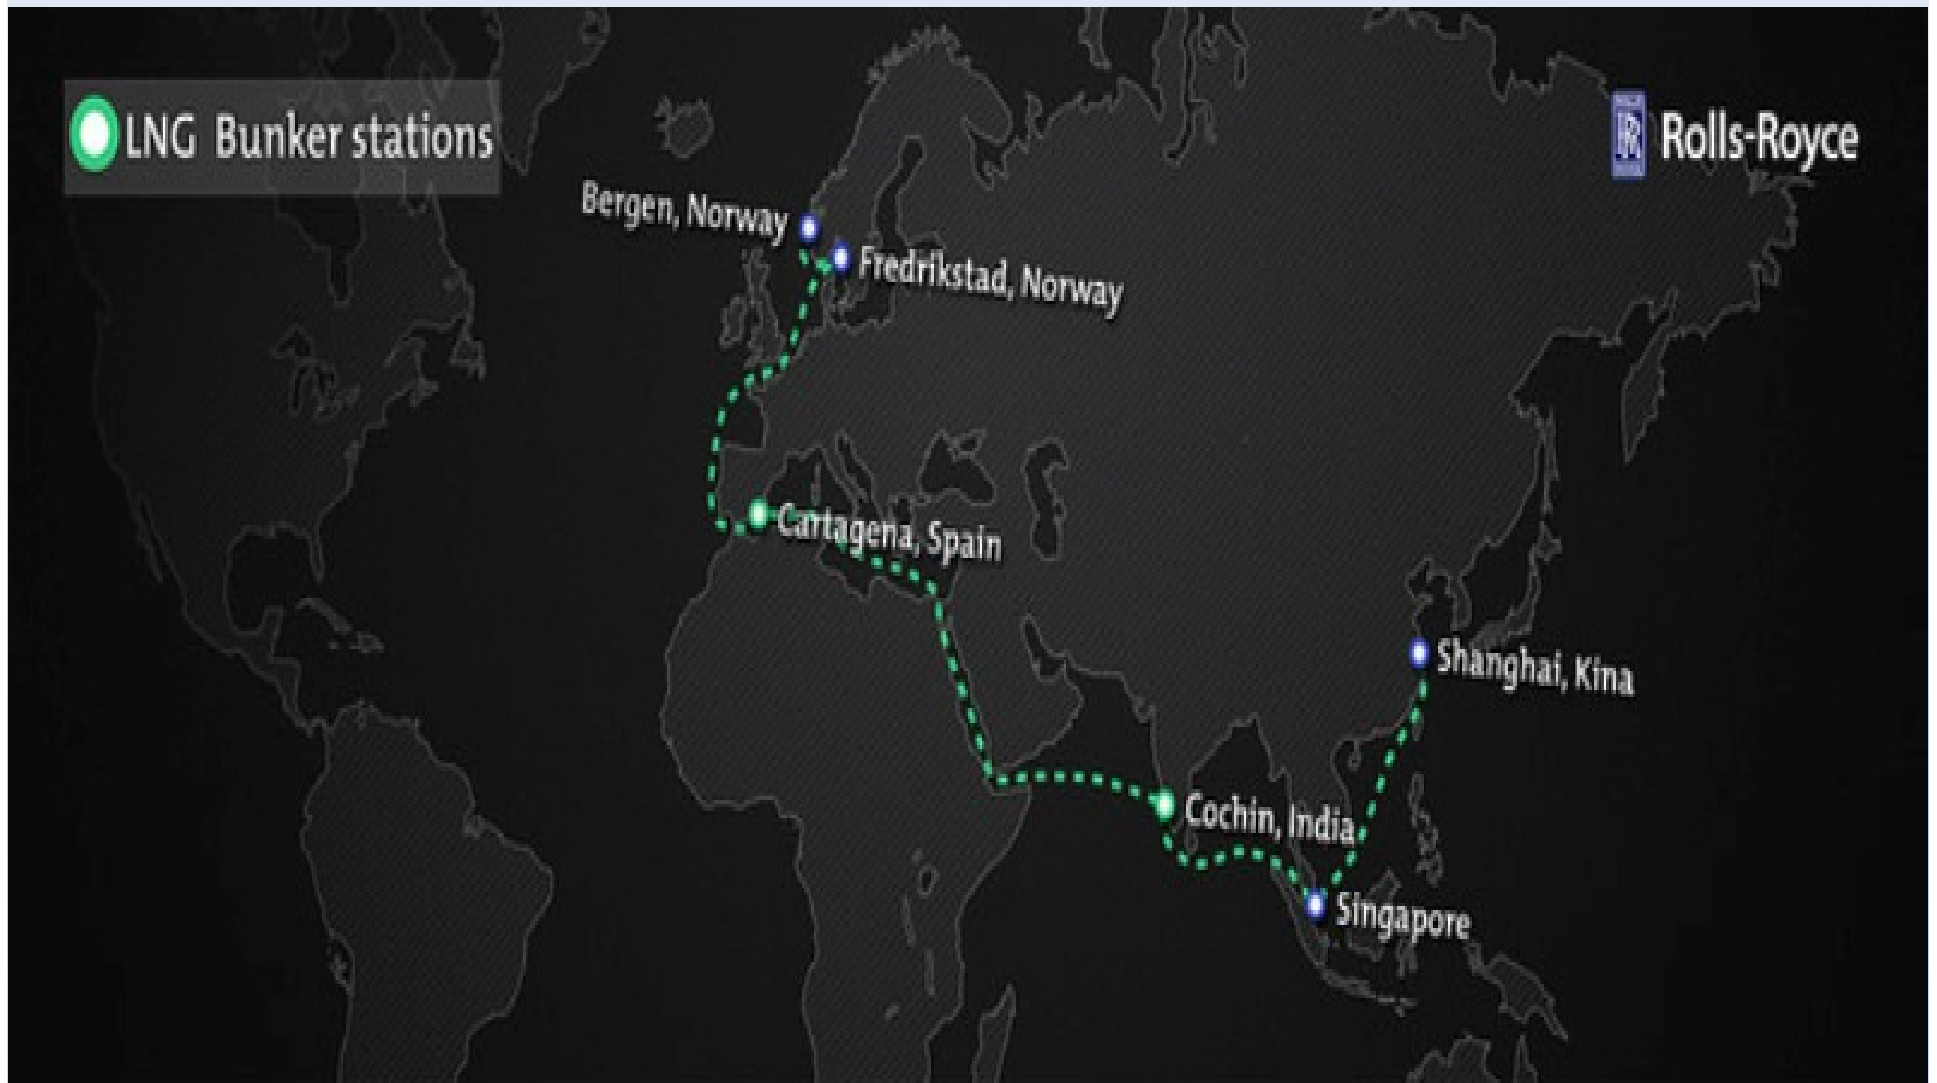 LNG Bunker stations
Rolls-Royce
Bergen, Norway
Fredrikstad, Norway
Cartagena, Spain
Shanghai, Kina
Cochin, India
Singapore